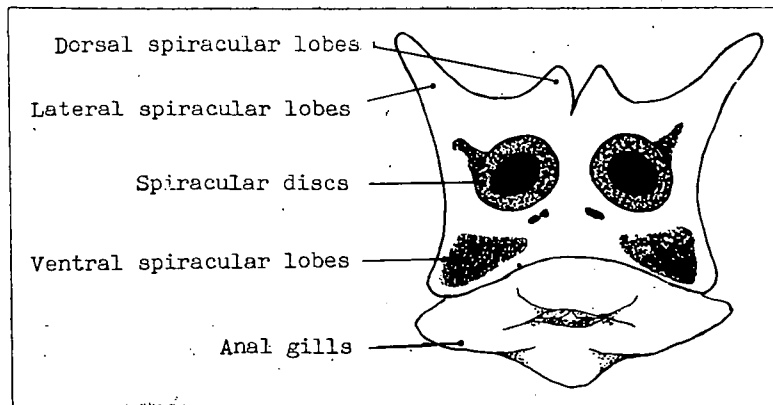 Dorsal spiracular lobes
Lateral spiracular lobes
Spiracular discs
Ventral spiracular lobes
Anal gills